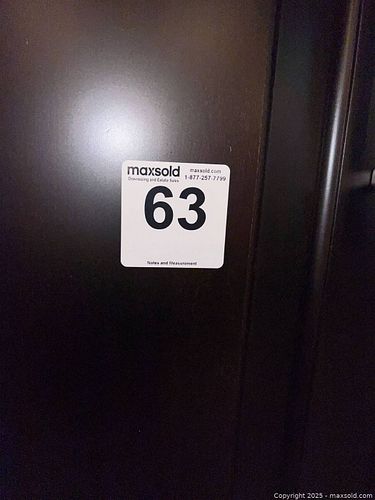 maxsold
maxsold.com
Downsizing and Estate Sales
1-877-257-7799
63
Notes and Measurement
Copyright 2025 - maxsold.com